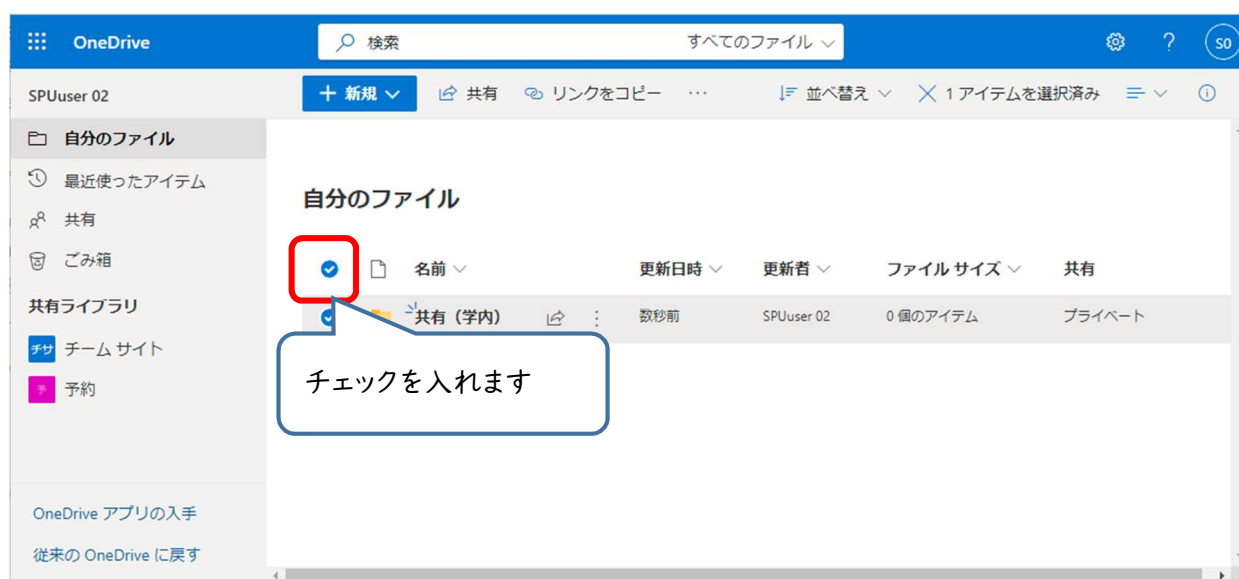 OneDrive
検索
すべてのファイル
?
SO
SPUuser 02
新規
共有
リンクをコピー
…
並べ替え
1 アイテムを選択済み
自分のファイル
最近使ったアイテム
共有
ごみ箱
共有ライブラリ
チサ チーム サイト
予 予約
OneDrive アプリの入手
従来の OneDrive に戻す
自分のファイル
名前 更新日時 更新者 ファイル サイズ 共有
共有（学内） 数秒前 SPUuser 02 0 個のアイテム プライベート
チェックを入れます